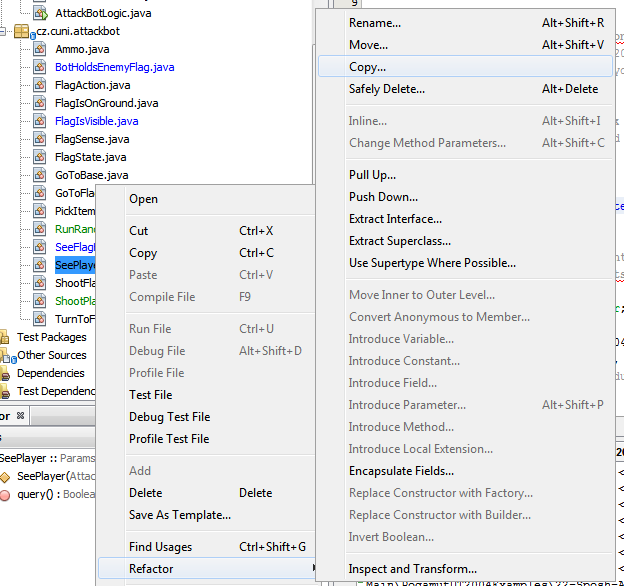 AttackBotLogic.java
cz.cuni.attackbot
Ammo.java
BotHoldsEnemyFlag.java
FlagAction.java
FlagIsOnGround.java
FlagIsVisible.java
FlagSense.java
FlagState.java
GoToBase.java
GoToFla
PickItem
RunRan
SeeFlag
SeePlaye
ShootFla
ShootPla
TurnToF
Test Packages
Other Sources
Dependencies
Test Dependenc
or
SeePlayer :: Params
SeePlayer(Attac
query() : Boolea
Open
Cut Ctrl+X
Copy Ctrl+C
Paste Ctrl+V
Compile File F9
Run File Ctrl+U
Debug File Alt+Shift+D
Profile File
Test File
Debug Test File
Profile Test File
Add
Delete Delete
Save As Template...
Find Usages Ctrl+Shift+G
Refactor
9
Rename... Alt+Shift+R
Move... Alt+Shift+V
Copy...
Safely Delete... Alt+Delete
Inline... Alt+Shift+I
Change Method Parameters... Alt+Shift+C
Pull Up...
Push Down...
Extract Interface...
Extract Superclass...
Use Supertype Where Possible...
Move Inner to Outer Level...
Convert Anonymous to Member...
Introduce Variable...
Introduce Constant...
Introduce Field...
Introduce Parameter... Alt+Shift+P
Introduce Method...
Introduce Local Extension...
Encapsulate Fields...
Replace Constructor with Factory...
Replace Constructor with Builder...
Invert Boolean...
Inspect and Transform...